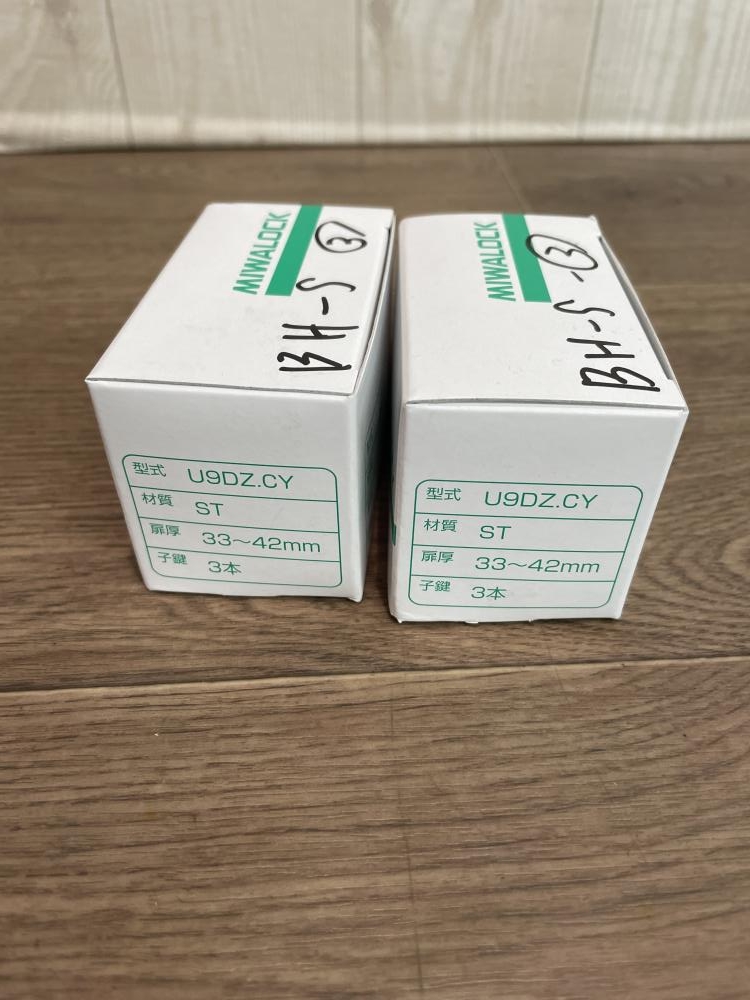 MIWALOCK
BH-S ③
型式 U9DZ.CY
材質 ST
扉厚 33～42mm
子鍵 3本
MIWALOCK
BH-S-③
型式 U9DZ.CY
材質 ST
扉厚 33～42mm
子鍵 3本